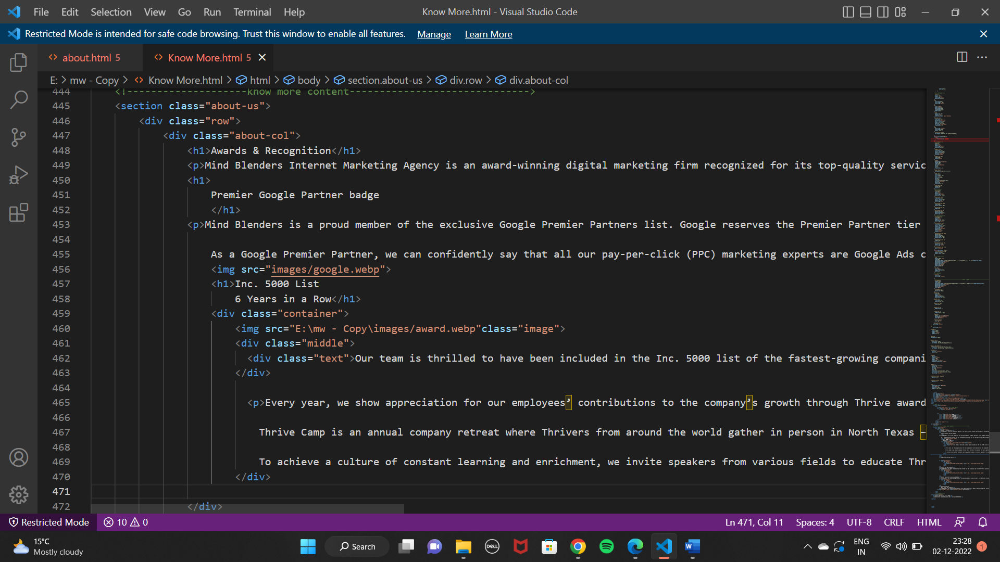 File Edit Selection View Go Run Terminal Help Know More.html - Visual Studio Code
Restricted Mode is intended for safe code browsing. Trust this window to enable all features. Manage Learn More
about.html 5 Know More.html 5
E: > mw - Copy > Know More.html > html > body > section.about-us > div.row > div.about-col
444 <!--------------------know more content------------------------------>
445 <section class="about-us">
446 <div class="row">
447 <div class="about-col">
448 <h1>Awards & Recognition</h1>
449 <p>Mind Blenders Internet Marketing Agency is an award-winning digital marketing firm recognized for its top-quality servic
450 <h1>
451 Premier Google Partner badge
452 </h1>
453 <p>Mind Blenders is a proud member of the exclusive Google Premier Partners list. Google reserves the Premier Partner tier
454
455 As a Google Premier Partner, we can confidently say that all our pay-per-click (PPC) marketing experts are Google Ads c
456 <img src="images/google.webp">
457 <h1>Inc. 5000 List
458 6 Years in a Row</h1>
459 <div class="container">
460 <img src="E:\mw - Copy\images/award.webp"class="image">
461 <div class="middle">
462 <div class="text">Our team is thrilled to have been included in the Inc. 5000 list of the fastest-growing compani
463 </div>
464
465 <p>Every year, we show appreciation for our employees’ contributions to the company’s growth through Thrive award
466
467 Thrive Camp is an annual company retreat where Thrivers from around the world gather in person in North Texas –
468
469 To achieve a culture of constant learning and enrichment, we invite speakers from various fields to educate Thr
470 </div>
471
472 </div>
Restricted Mode 10 0 Ln 471, Col 11 Spaces: 4 UTF-8 CRLF HTML
15°C
Mostly cloudy
Search
DELL
W
ENG
IN
23:28
02-12-2022
1